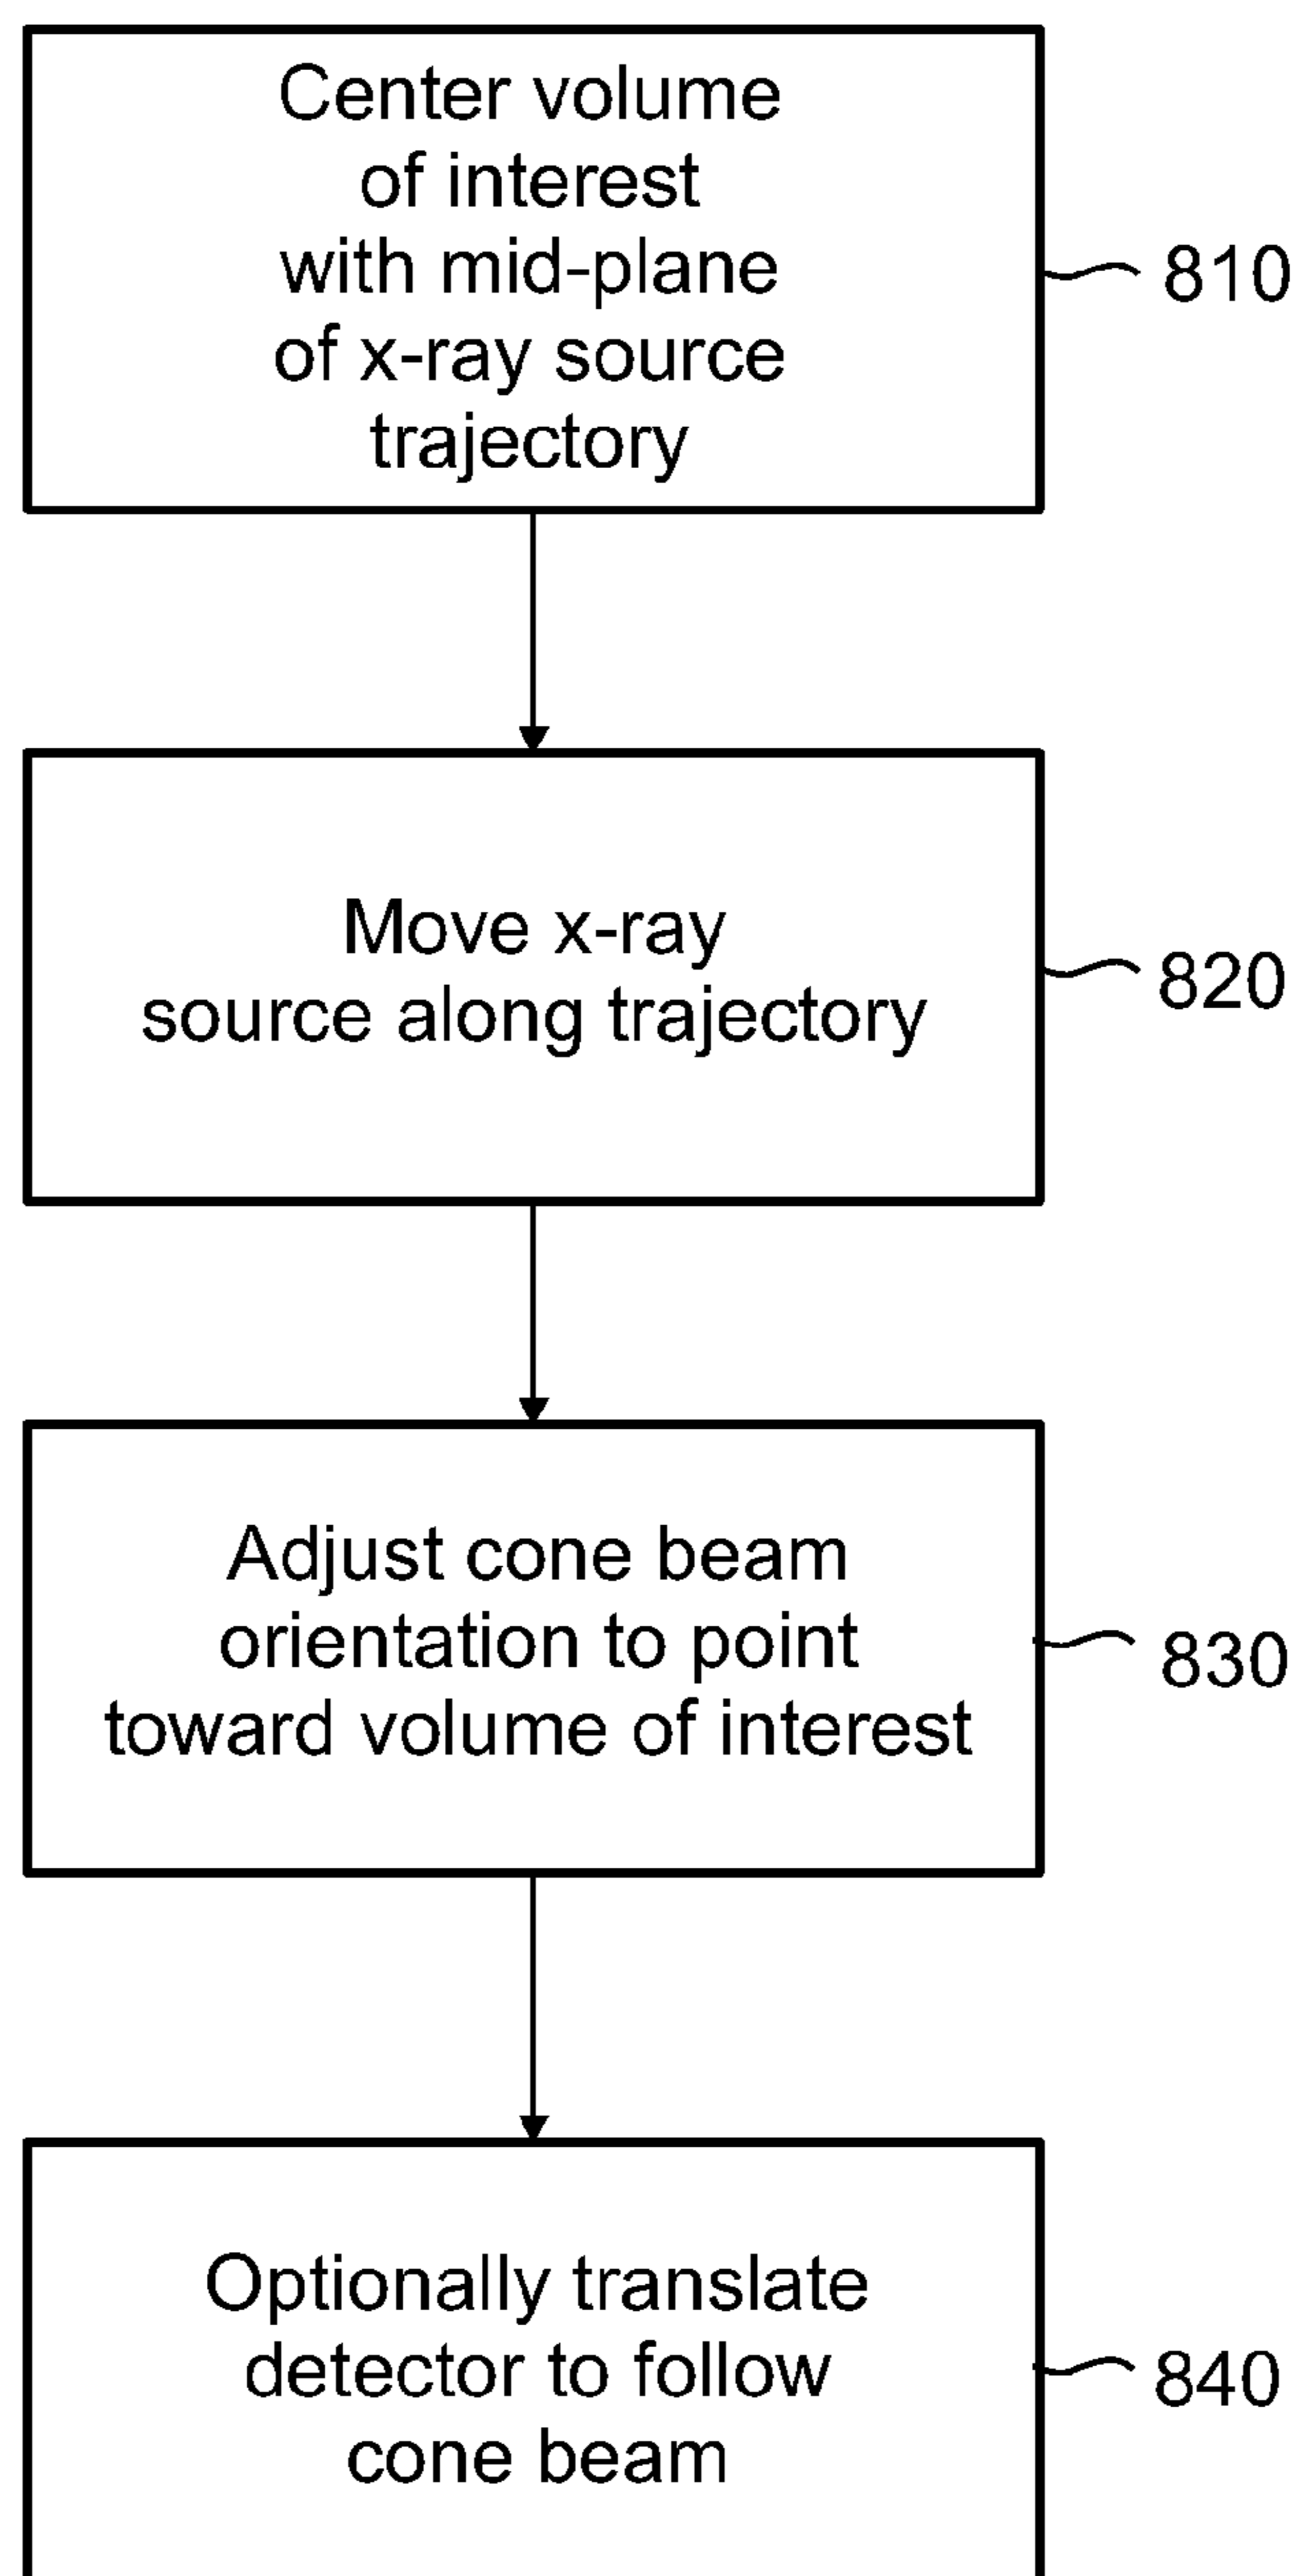 Center volume
of interest
with mid-plane
of x-ray source
trajectory
810
Move x-ray
source along trajectory
820
Adjust cone beam
orientation to point
toward volume of interest
830
Optionally translate
detector to follow
cone beam
840